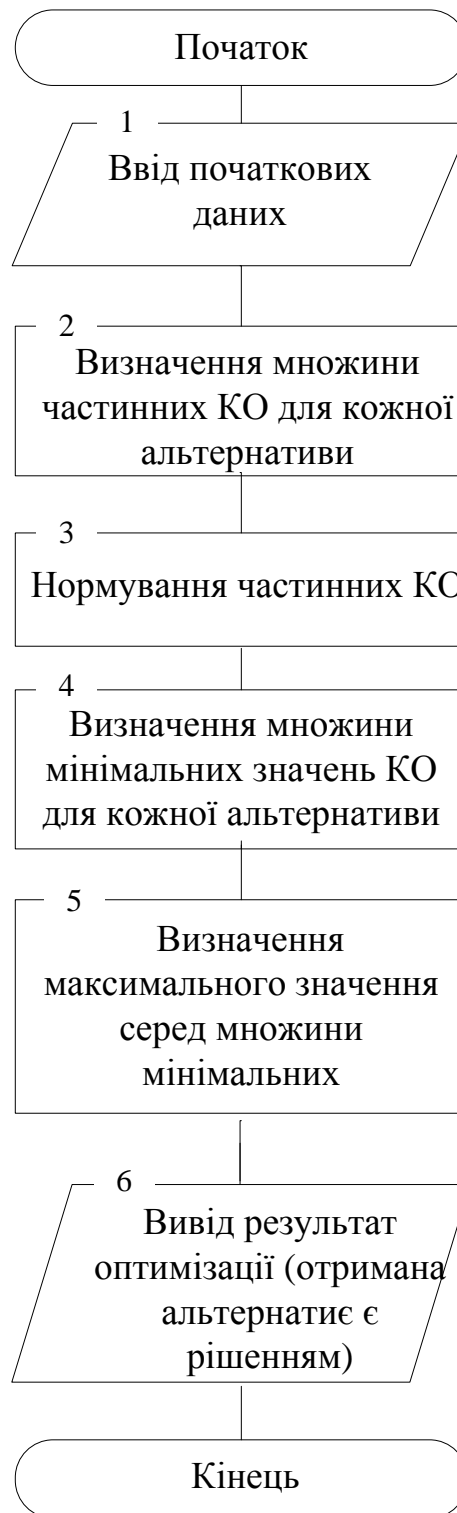 Початок
1
Ввід початкових
даних
2
Визначення множини
частинних КО для кожної
альтернативи
3
Нормування частинних КО
4
Визначення множини
мінімальних значень КО
для кожної альтернативи
5
Визначення
максимального значення
серед множини
мінімальних
6
Вивід результат
оптимізації (отримана
альтернатиє є
рішенням)
Кінець